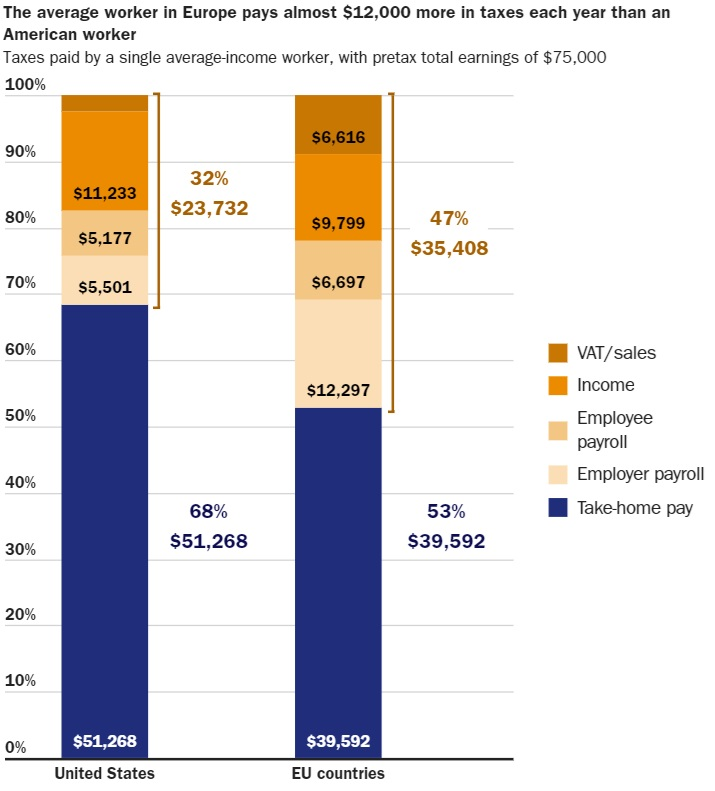 The average worker in Europe pays almost $12,000 more in taxes each year than an
American worker
Taxes paid by a single average-income worker, with pretax total earnings of $75,000
100%
90%
80%
70%
60%
50%
40%
30%
20%
10%
0%
$11,233
$5,177
$5,501
$51,268
32%
$23,732
68%
$51,268
$6,616
$9,799
$6,697
$12,297
$39,592
47%
$35,408
53%
$39,592
VAT/sales
Income
Employee
payroll
Employer payroll
Take-home pay
United States
EU countries